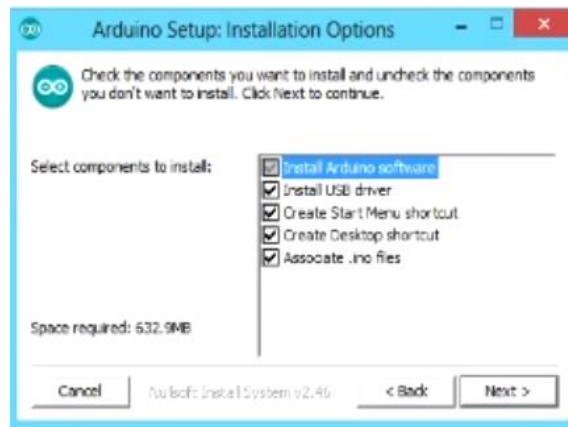 Arduino Setup: Installation Options
Check the components you want to install and uncheck the components
you don't want to install. Click Next to continue.
Select components to install:
Install Arduino software
Install USB driver
Create Start Menu shortcut
Create Desktop shortcut
Associate .ino files
Space required: 632.9MB
Cancel
Nullsoft Install System v2.46
< Back
Next >